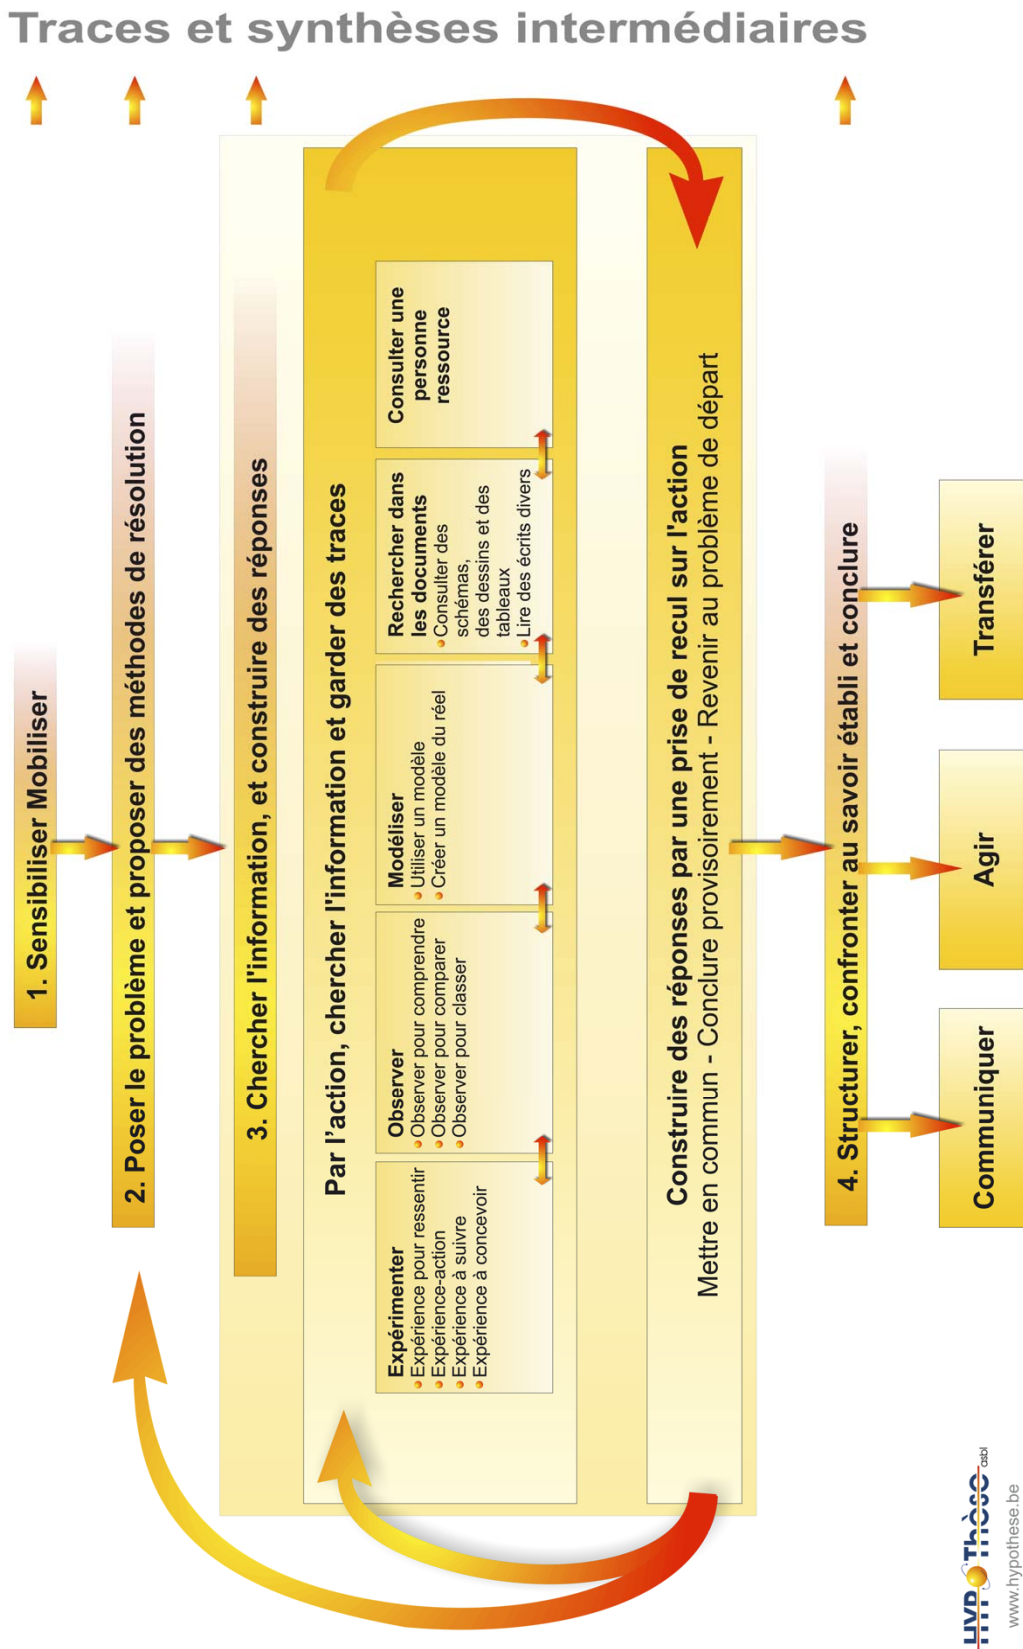 Traces et synthèses intermédiaires
1. Sensibiliser Mobiliser
2. Poser le problème et proposer des méthodes de résolution
3. Chercher l'information, et construire des réponses
Par l'action, chercher l'information et garder des traces
Expérimenter
Expérience pour ressentir
Expérience-action
Expérience à suivre
Expérience à concevoir
Observer
Observer pour comprendre
Observer pour comparer
Observer pour classer
Modéliser
Utiliser un modèle
Créer un modèle du réel
Rechercher dans
les documents
Consulter des
schémas,
des dessins et des
tableaux
Lire des écrits divers
Consulter une
personne
ressource
Construire des réponses par une prise de recul sur l'action
Mettre en commun - Conclure provisoirement - Revenir au problème de départ
4. Structurer, confronter au savoir établi et conclure
Communiquer
Agir
Transférer
HYPOThèse asbl
www.hypothese.be